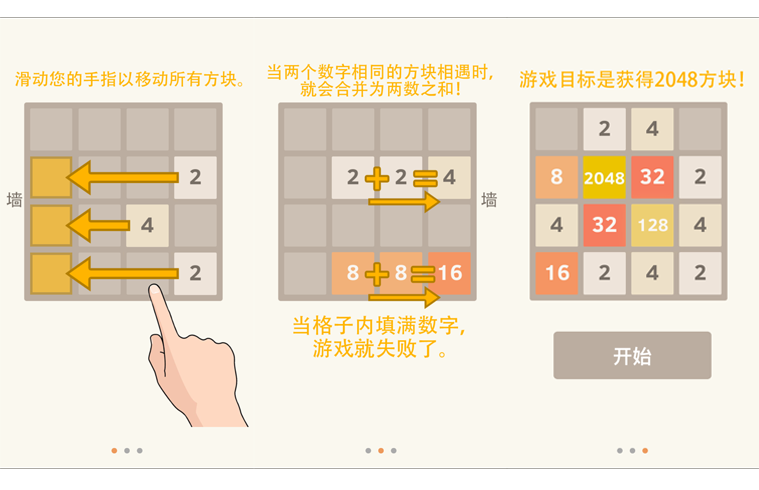 滑动您的手指以移动所有方块。
2
墙
4
2
当两个数字相同的方块相遇时,
就会合并为两数之和!
2+2=4
墙
8+8=16
当格子内填满数字,
游戏就失败了。
游戏目标是获得2048方块!
2 4
8 2048 32 2
4 32 128 4
16 2 4 2
开始